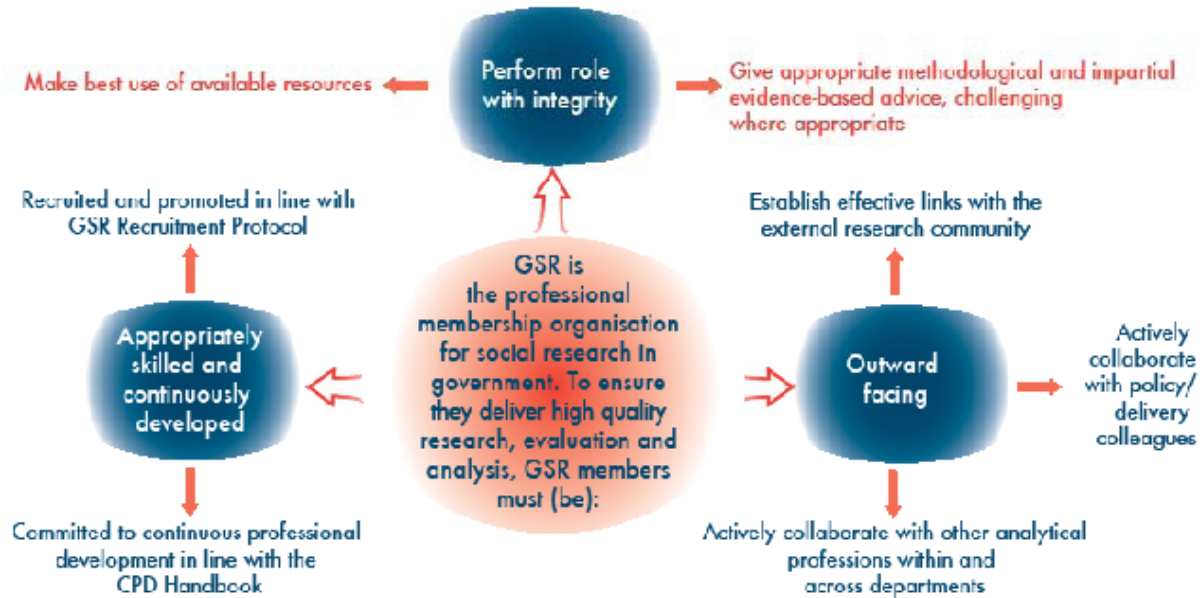 Perform role
with integrity
Make best use of available resources
Give appropriate methodological and impartial
evidence-based advice, challenging
where appropriate
Recruited and promoted in line with
GSR Recruitment Protocol
Establish effective links with the
external research community
GSR is
the professional
membership organisation
for social research in
government. To ensure
they deliver high quality
research, evaluation and
analysis, GSR members
must (be):
Appropriately
skilled and
continuously
developed
Outward
facing
Actively
collaborate
with policy/
delivery
colleagues
Committed to continuous professional
development in line with the
CPD Handbook
Actively collaborate with other analytical
professions within and
across departments